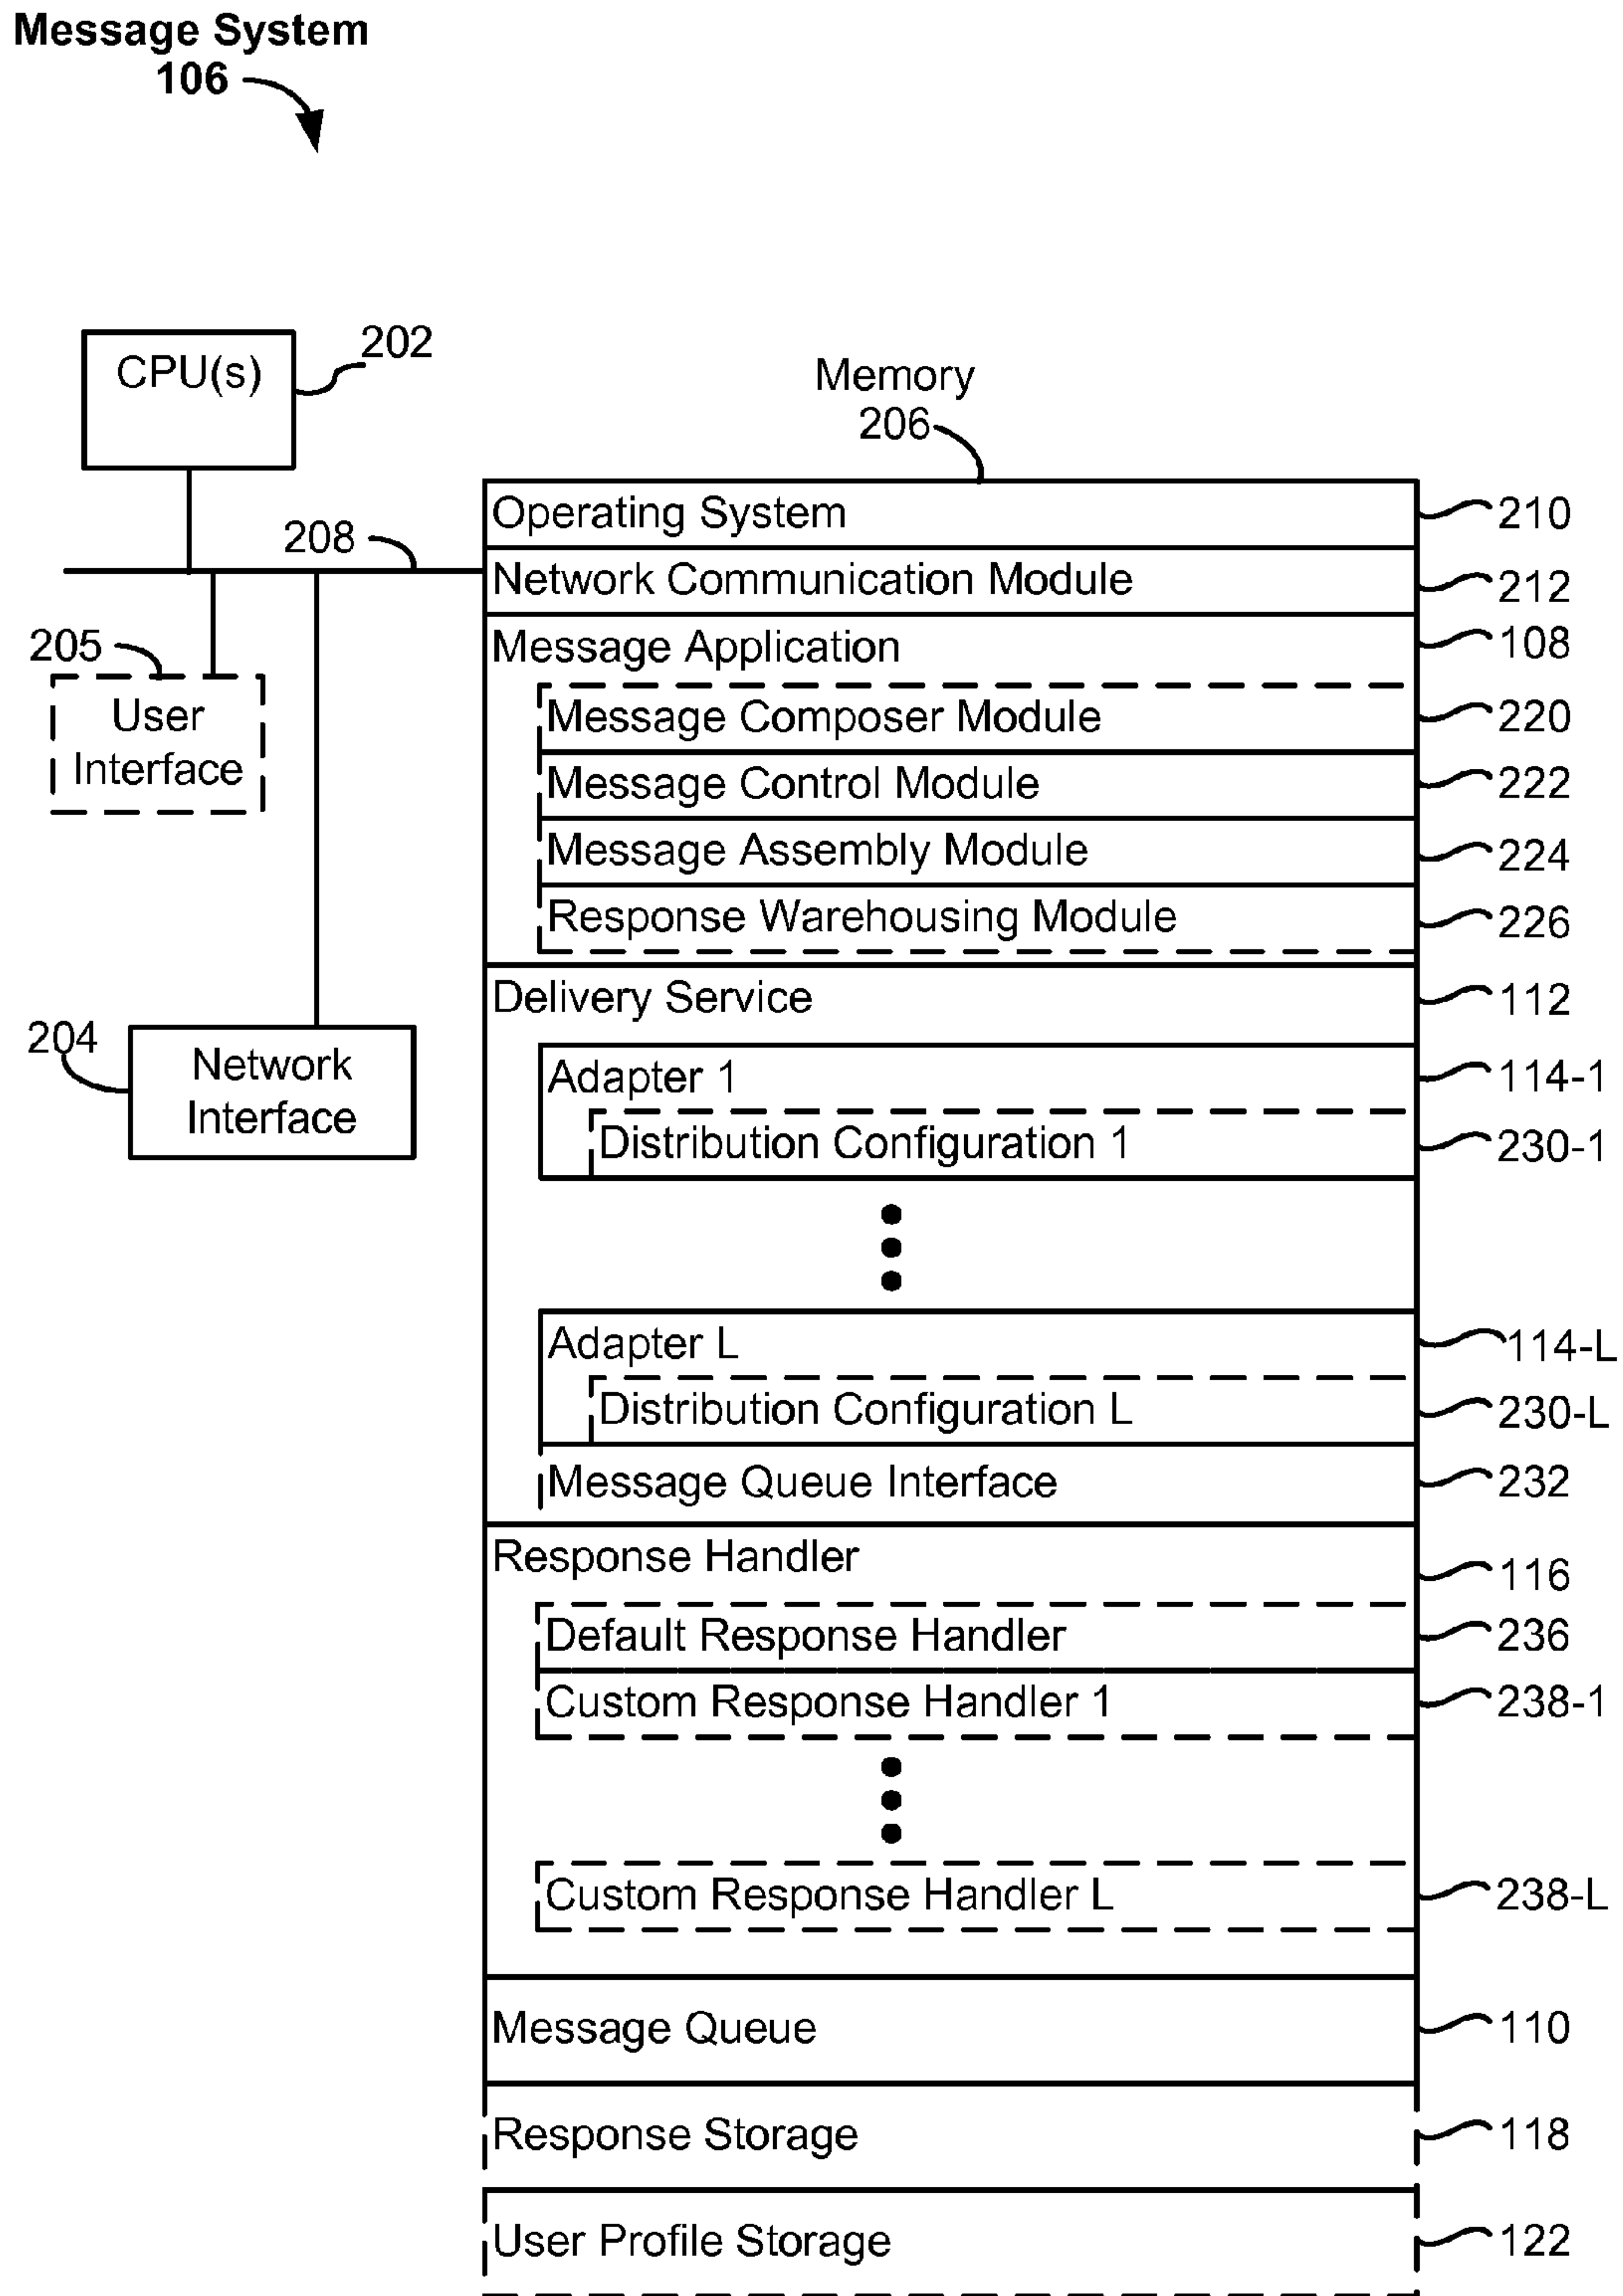 Message System
106
CPU(s)
202
Memory
206
208
205
User
Interface
204
Network
Interface
Operating System
210
Network Communication Module
212
Message Application
108
Message Composer Module
220
Message Control Module
222
Message Assembly Module
224
Response Warehousing Module
226
Delivery Service
112
Adapter 1
114-1
Distribution Configuration 1
230-1
Adapter L
114-L
Distribution Configuration L
230-L
Message Queue Interface
232
Response Handler
116
Default Response Handler
236
Custom Response Handler 1
238-1
Custom Response Handler L
238-L
Message Queue
110
Response Storage
118
User Profile Storage
122